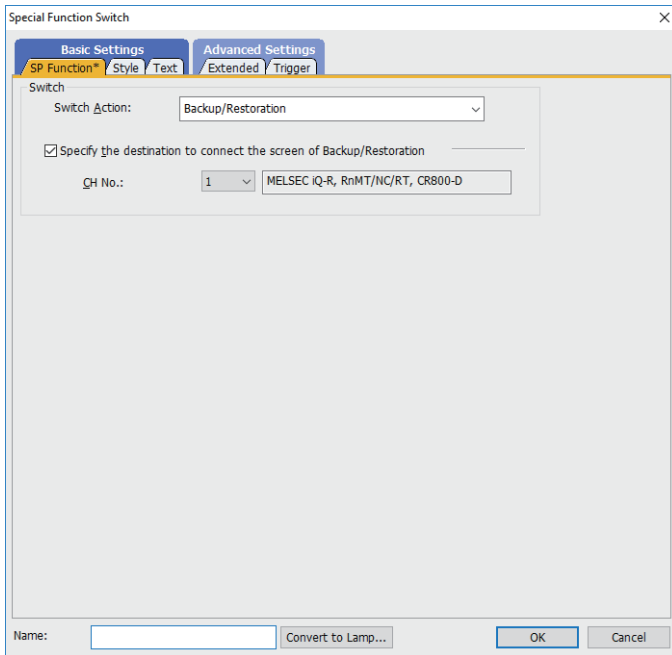 Special Function Switch
Basic Settings Advanced Settings
SP Function* Style Text Extended Trigger
Switch
Switch Action: Backup/Restoration
Specify the destination to connect the screen of Backup/Restoration
CH No.: 1 MELSEC iQ-R, RnMT/NC/RT, CR800-D
Name: Convert to Lamp... OK Cancel